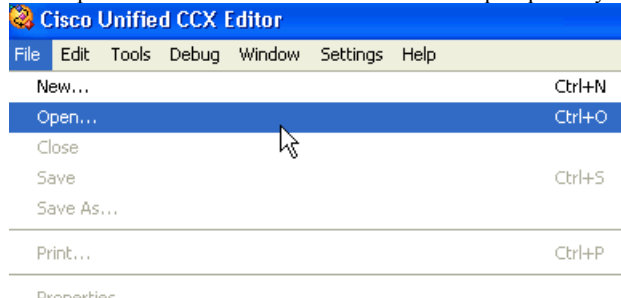 Cisco Unified CCX Editor
File Edit Tools Debug Window Settings Help
New... Ctrl+N
Open... Ctrl+O
Close
Save Ctrl+S
Save As...
Print... Ctrl+P
Properties